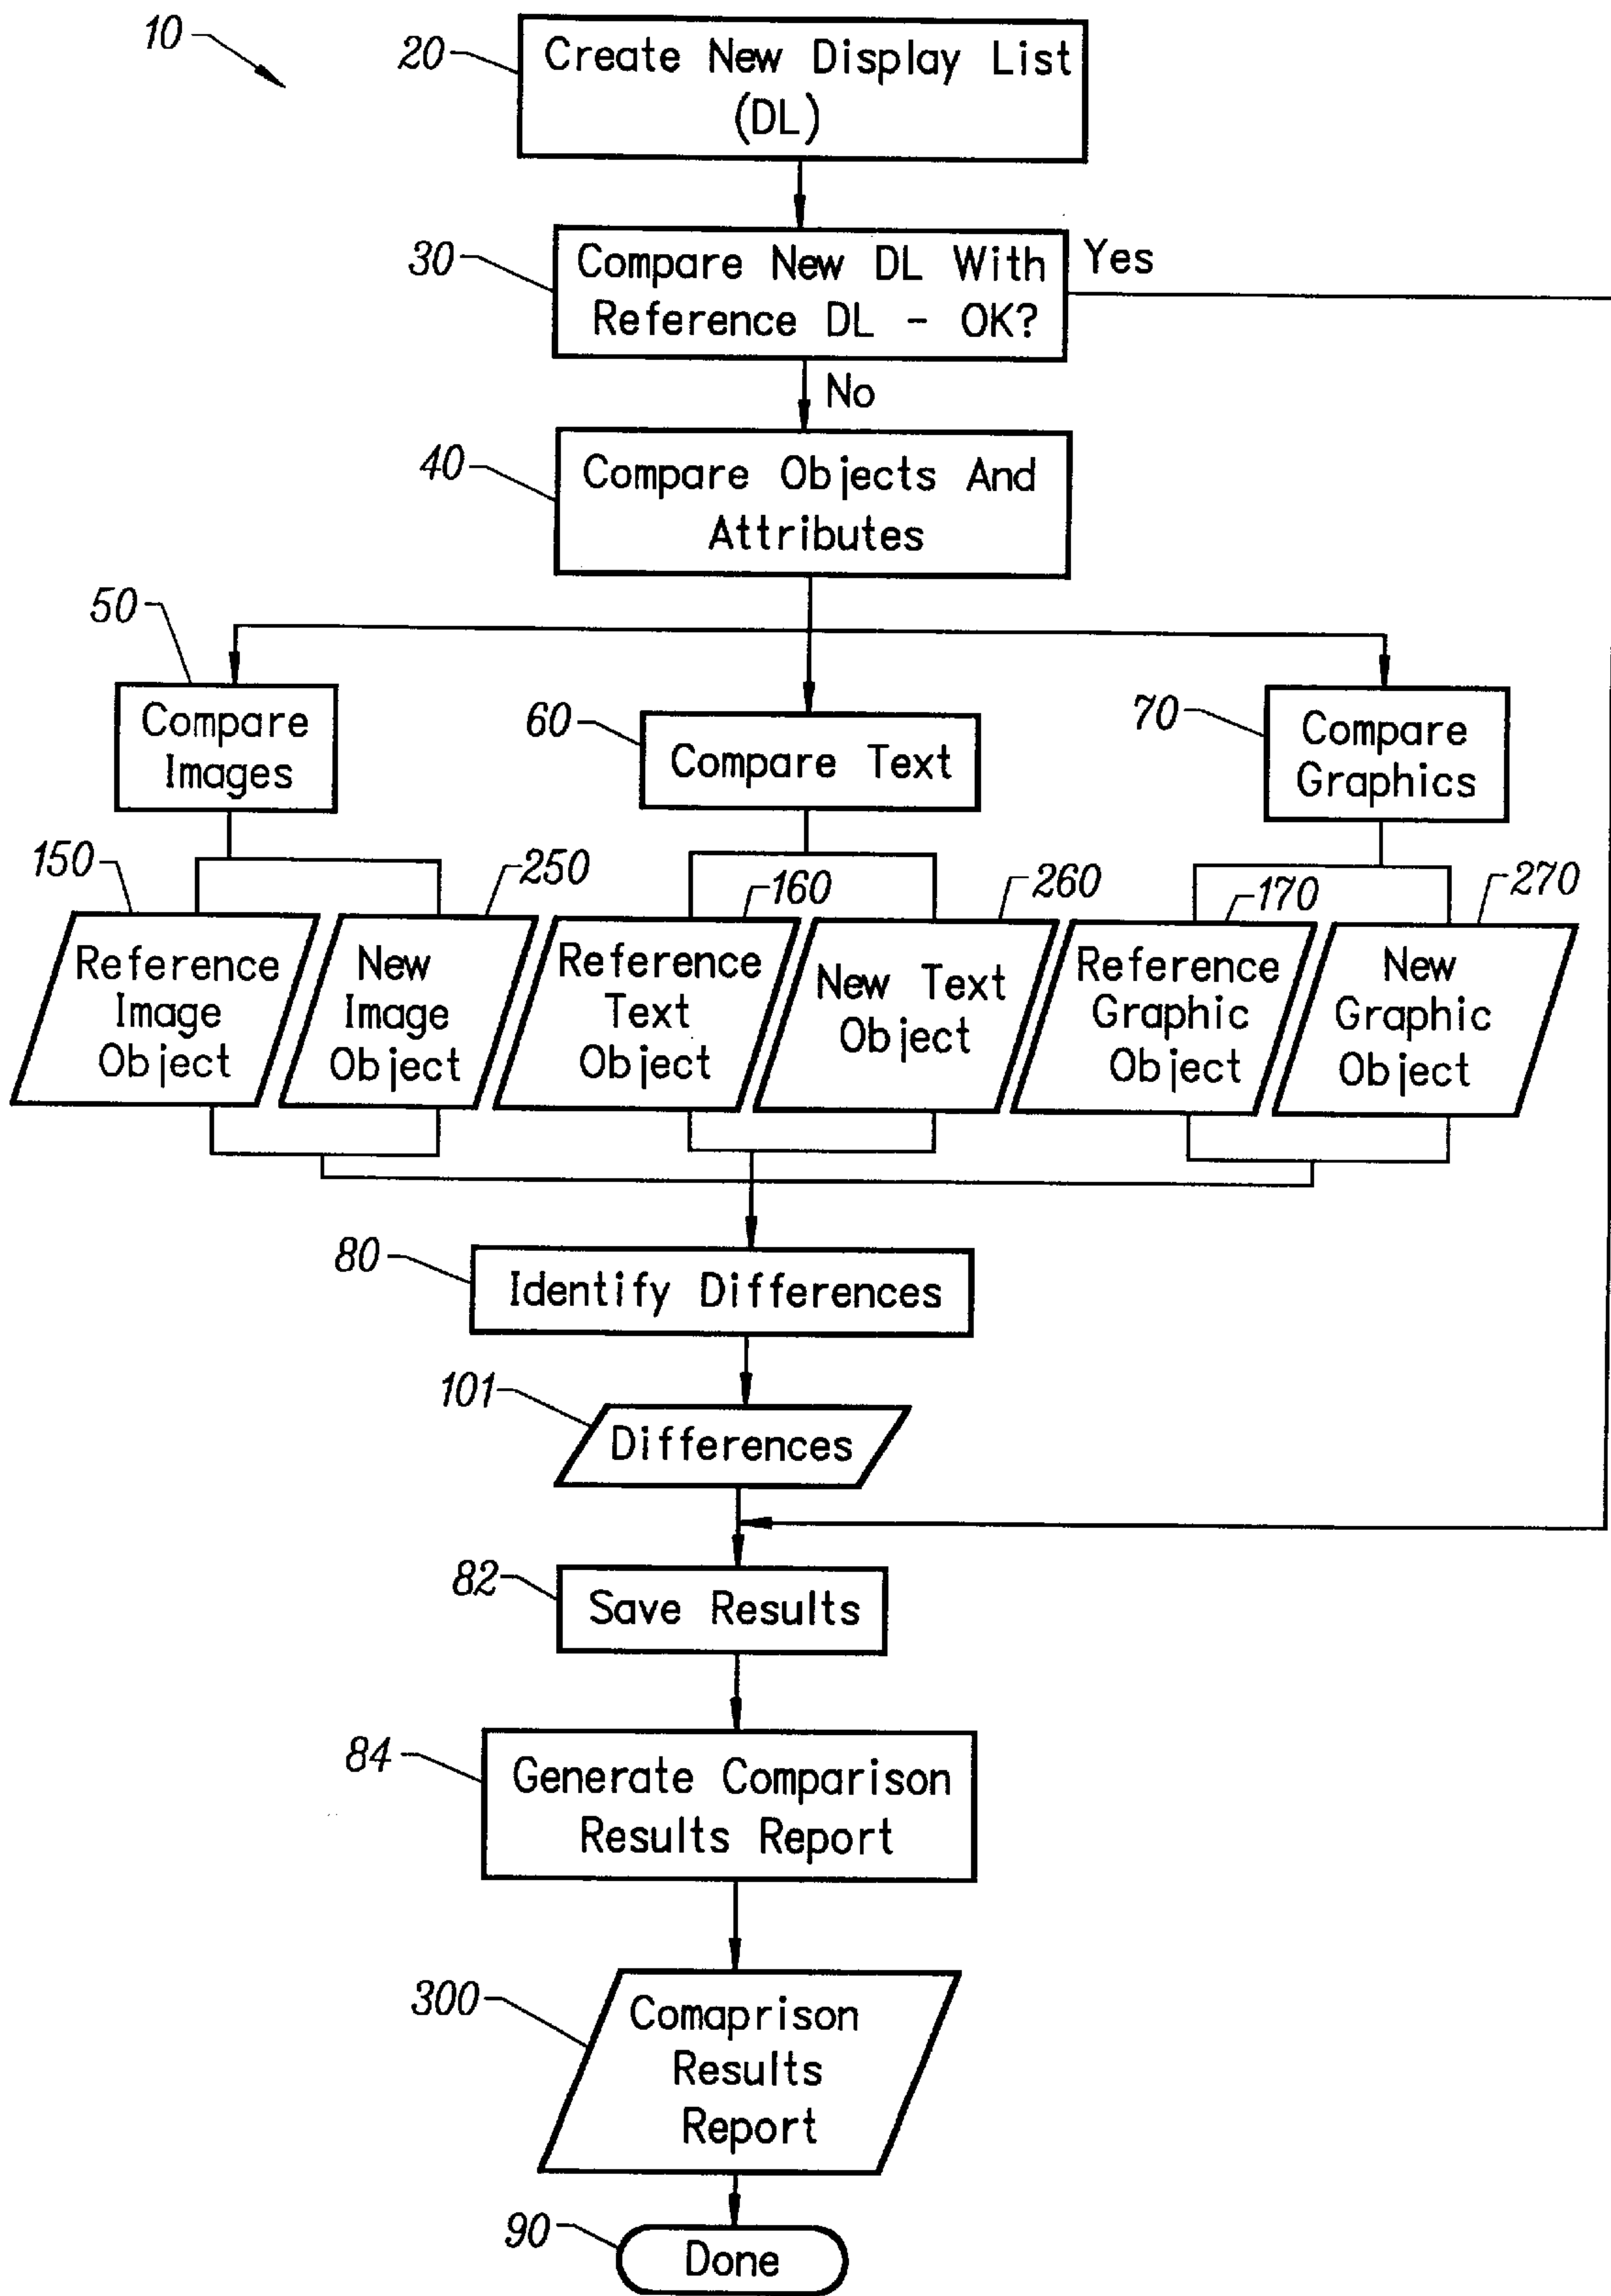 10
20
Create New Display List
(DL)
30
Compare New DL With
Reference DL - OK?
Yes
No
40
Compare Objects And
Attributes
50
Compare
Images
60
Compare Text
70
Compare
Graphics
150
250
160
260
170
270
Reference
Image
Object
New
Image
Object
Reference
Text
Object
New Text
Object
Reference
Graphic
Object
New
Graphic
Object
80
Identify Differences
101
Differences
82
Save Results
84
Generate Comparison
Results Report
300
Comaprison
Results
Report
90
Done